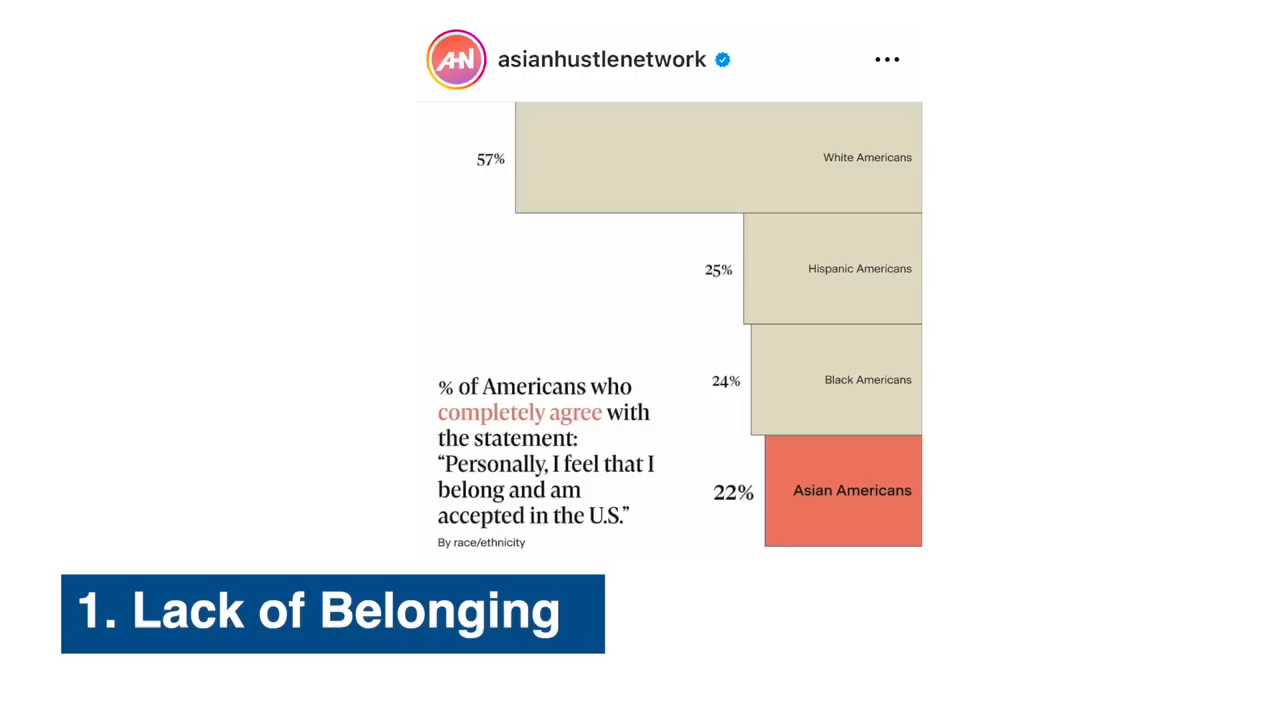 AHN
asianhustlenetwork
57%
White Americans
25%
Hispanic Americans
24%
Black Americans
% of Americans who
completely agree with
the statement:
“Personally, I feel that I
belong and am
accepted in the U.S.”
By race/ethnicity
22%
Asian Americans
1. Lack of Belonging